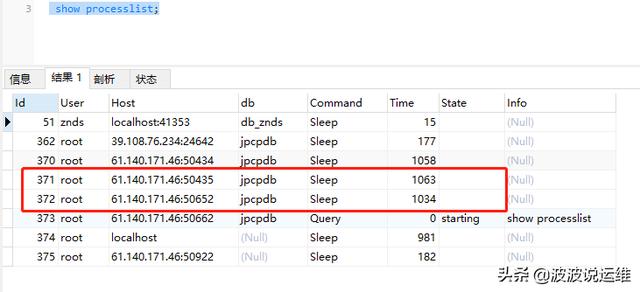 3 show processlist;
信息 结果 1 剖析 状态
Id User Host db Command Time State Info
51 znds localhost:41353 db_znds Sleep 15 (Null)
362 root 39.108.76.234:24642 jpcpdb Sleep 177 (Null)
370 root 61.140.171.46:50434 jpcpdb Sleep 1058 (Null)
371 root 61.140.171.46:50435 jpcpdb Sleep 1063 (Null)
372 root 61.140.171.46:50652 jpcpdb Sleep 1034 (Null)
373 root 61.140.171.46:50662 jpcpdb Query 0 starting show processlist
374 root localhost (Null) Sleep 981 (Null)
375 root 61.140.171.46:50922 jpcpdb Sleep 182 (Null)
头条 @波波说运维